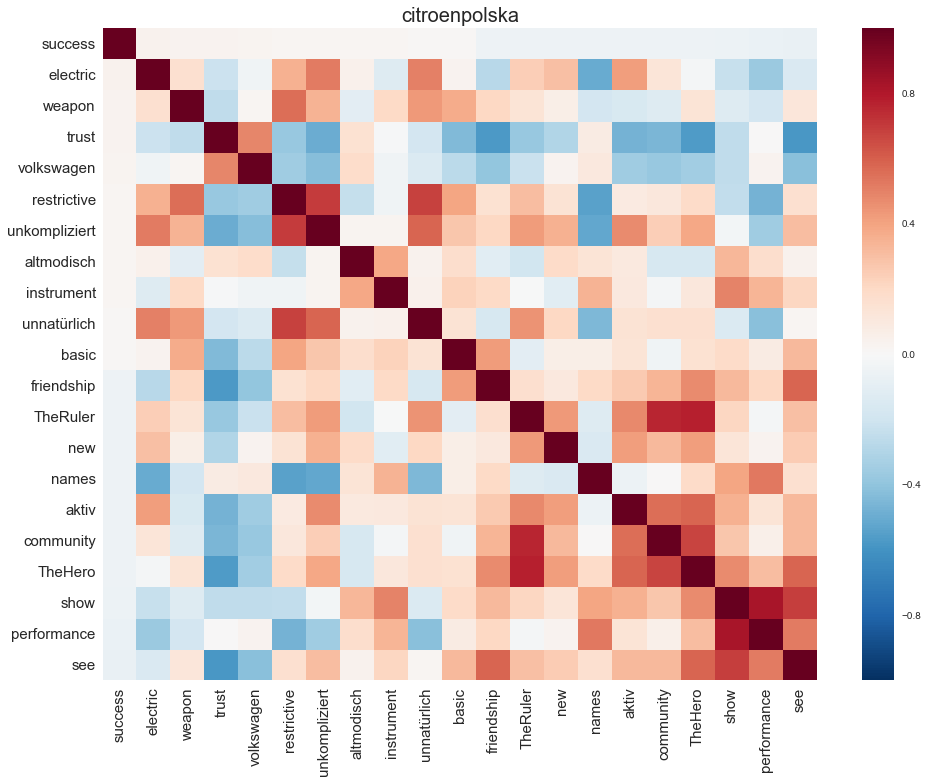 citroenpolska
success
electric
weapon
trust
volkswagen
restrictive
unkompliziert
altmodisch
instrument
unnatürlich
basic
friendship
TheRuler
new
names
aktiv
community
TheHero
show
performance
see
success
electric
weapon
trust
volkswagen
restrictive
unkompliziert
altmodisch
instrument
unnatürlich
basic
friendship
TheRuler
new
names
aktiv
community
TheHero
show
performance
see
0.8
0.4
0.0
−0.4
−0.8